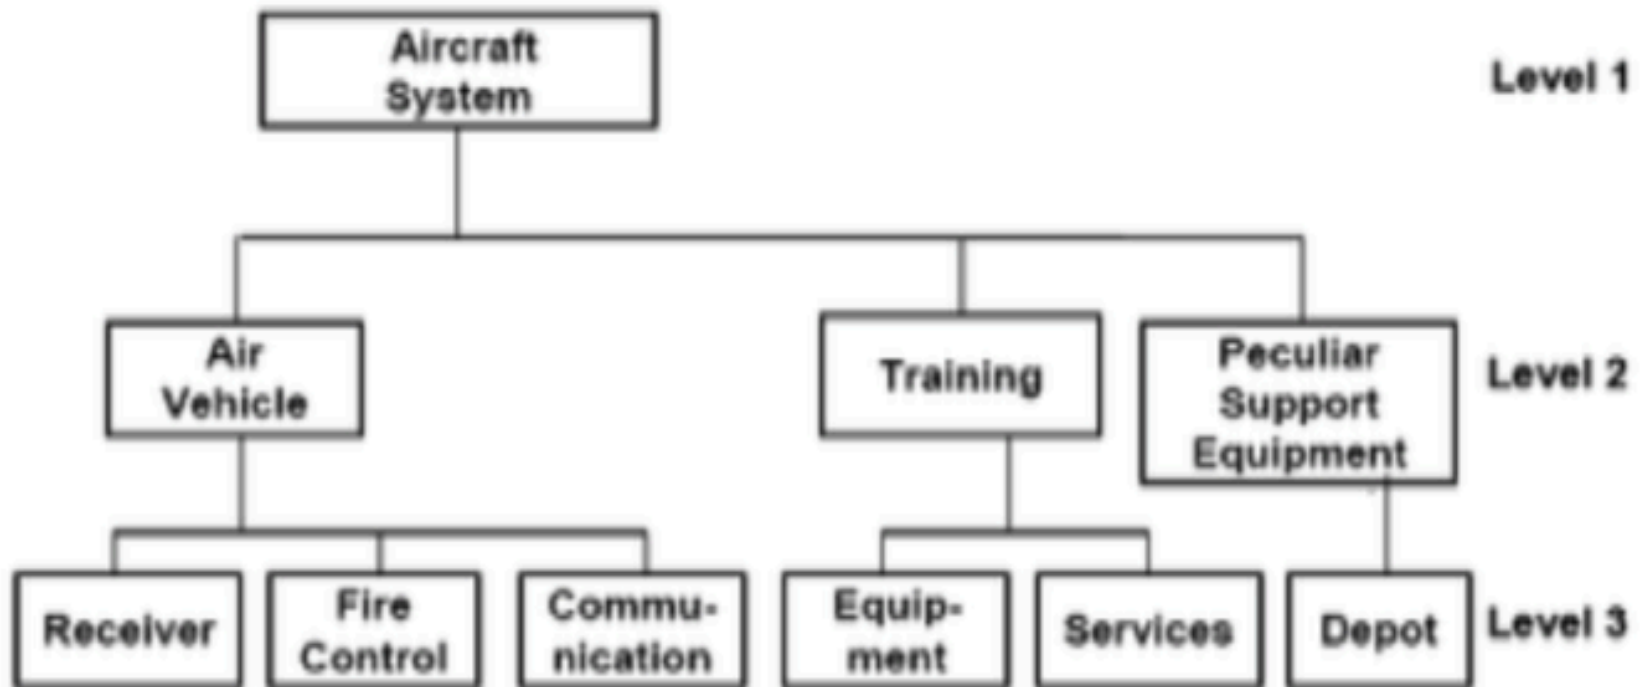 Aircraft
System
Level 1
Air
Vehicle
Training
Peculiar
Support
Equipment
Level 2
Receiver
Fire
Control
Commu-
nication
Equip-
ment
Services
Depot
Level 3